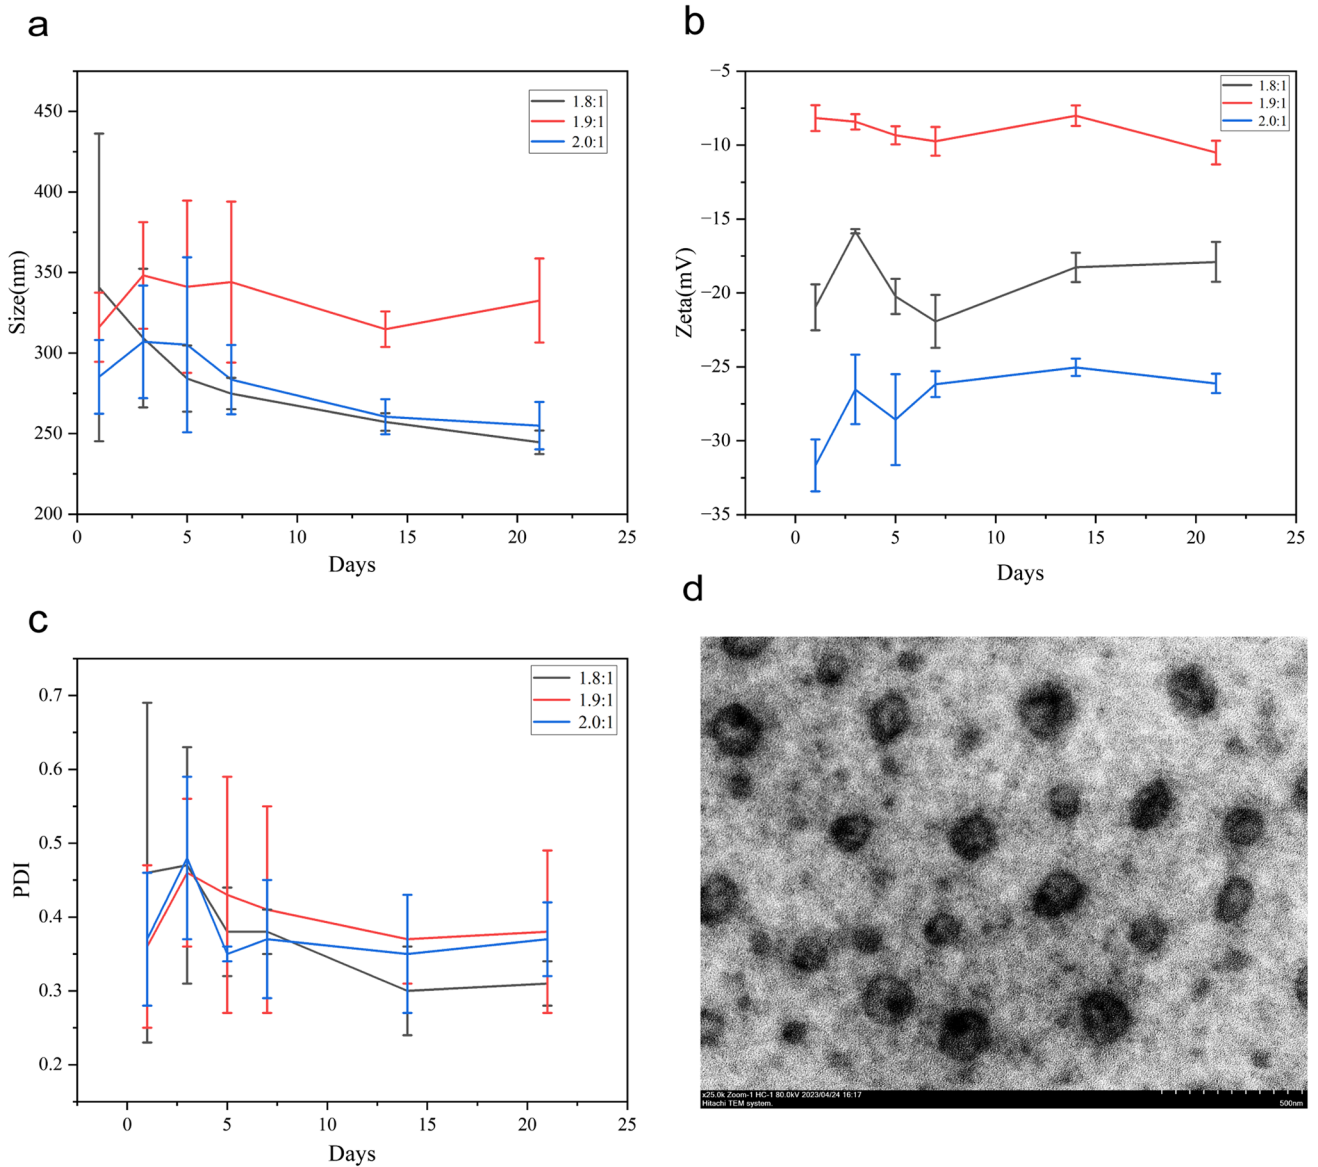 a
450
400
350
300
250
200
Size(nm)
0 5 10 15 20 25
Days
1.8:1
1.9:1
2.0:1
b
−5
−10
−15
−20
−25
−30
−35
Zeta(mV)
0 5 10 15 20 25
Days
1.8:1
1.9:1
2.0:1
c
0.7
0.6
0.5
0.4
0.3
0.2
PDI
0 5 10 15 20 25
Days
1.8:1
1.9:1
2.0:1
d
x25.0k Zoom-1 HC-1 80.0kV 2023/04/24 16:17
Hitachi TEM system.
500nm